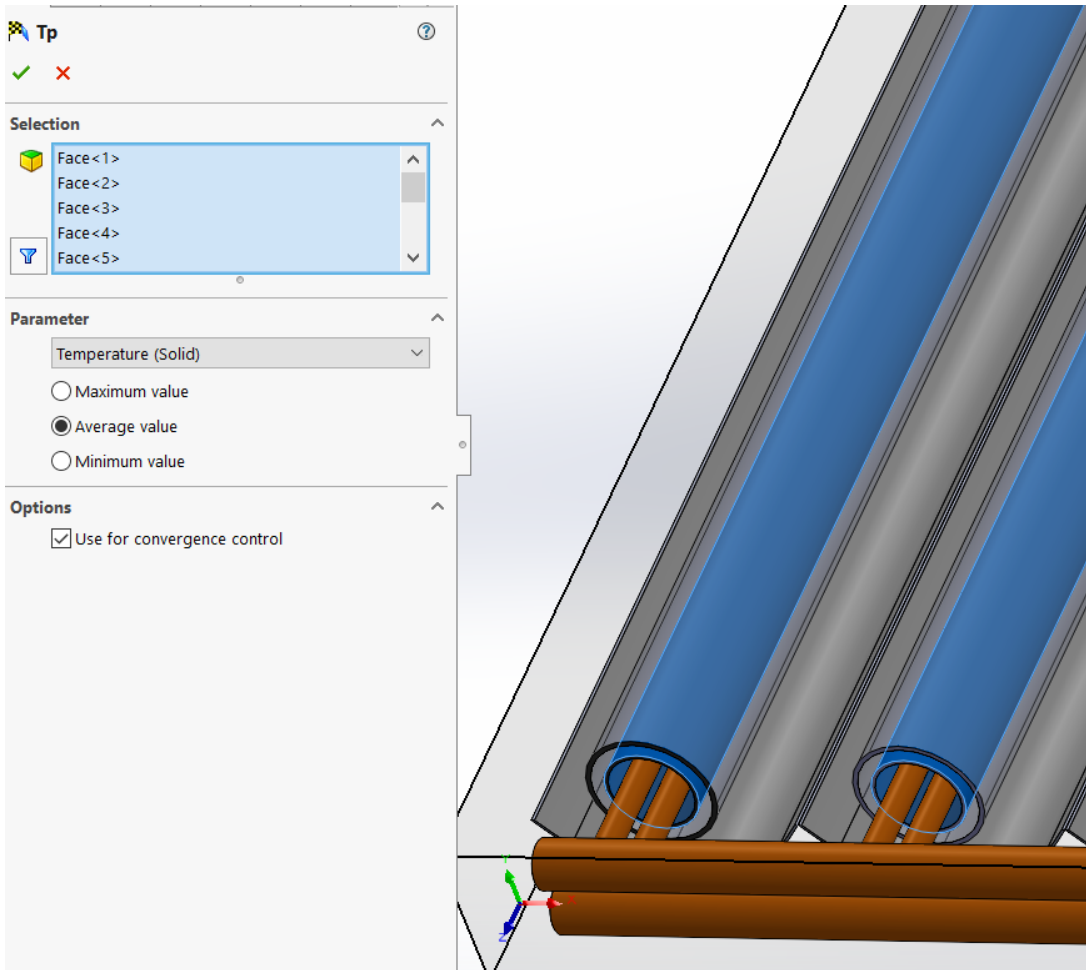 Tp
Selection
Face<1>
Face<2>
Face<3>
Face<4>
Face<5>
Parameter
Temperature (Solid)
Maximum value
Average value
Minimum value
Options
Use for convergence control
Y
X
Z